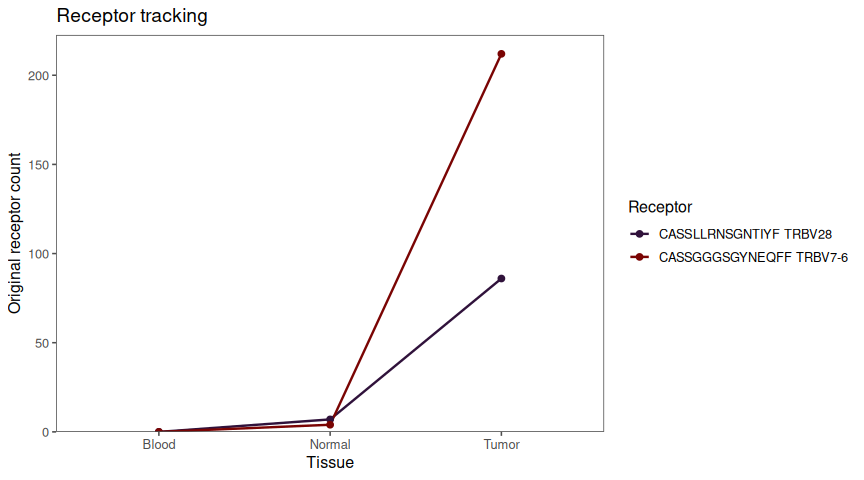 Receptor tracking
Original receptor count
200
150
100
50
0
Blood Normal Tumor
Tissue
Receptor
CASSLLRNSGNTIYF TRBV28
CASSGGGSGYNEQFF TRBV7-6